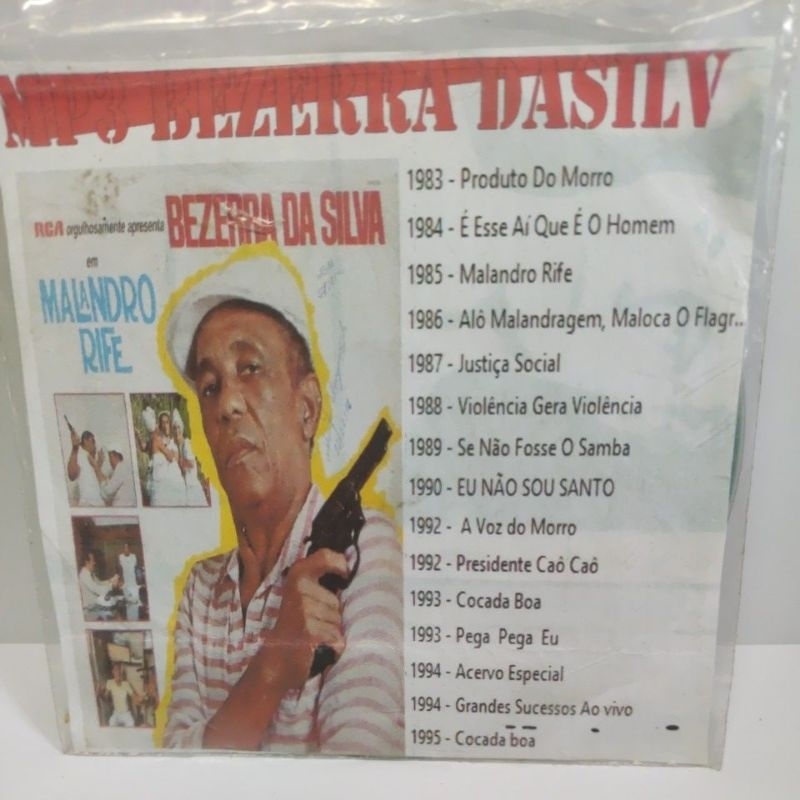 MP3 BEZERRA DASILV
RCA orgulhosamente apresenta
BEZERRA DA SILVA
em
MALANDRO
RIFE
1983 - Produto Do Morro
1984 - É Esse Aí Que É O Homem
1985 - Malandro Rife
1986 - Alô Malandragem, Maloca O Flagr...
1987 - Justiça Social
1988 - Violência Gera Violência
1989 - Se Não Fosse O Samba
1990 - EU NÃO SOU SANTO
1992 - A Voz do Morro
1992 - Presidente Caô Caô
1993 - Cocada Boa
1993 - Pega Pega Eu
1994 - Acervo Especial
1994 - Grandes Sucessos Ao vivo
1995 - Cocada boa